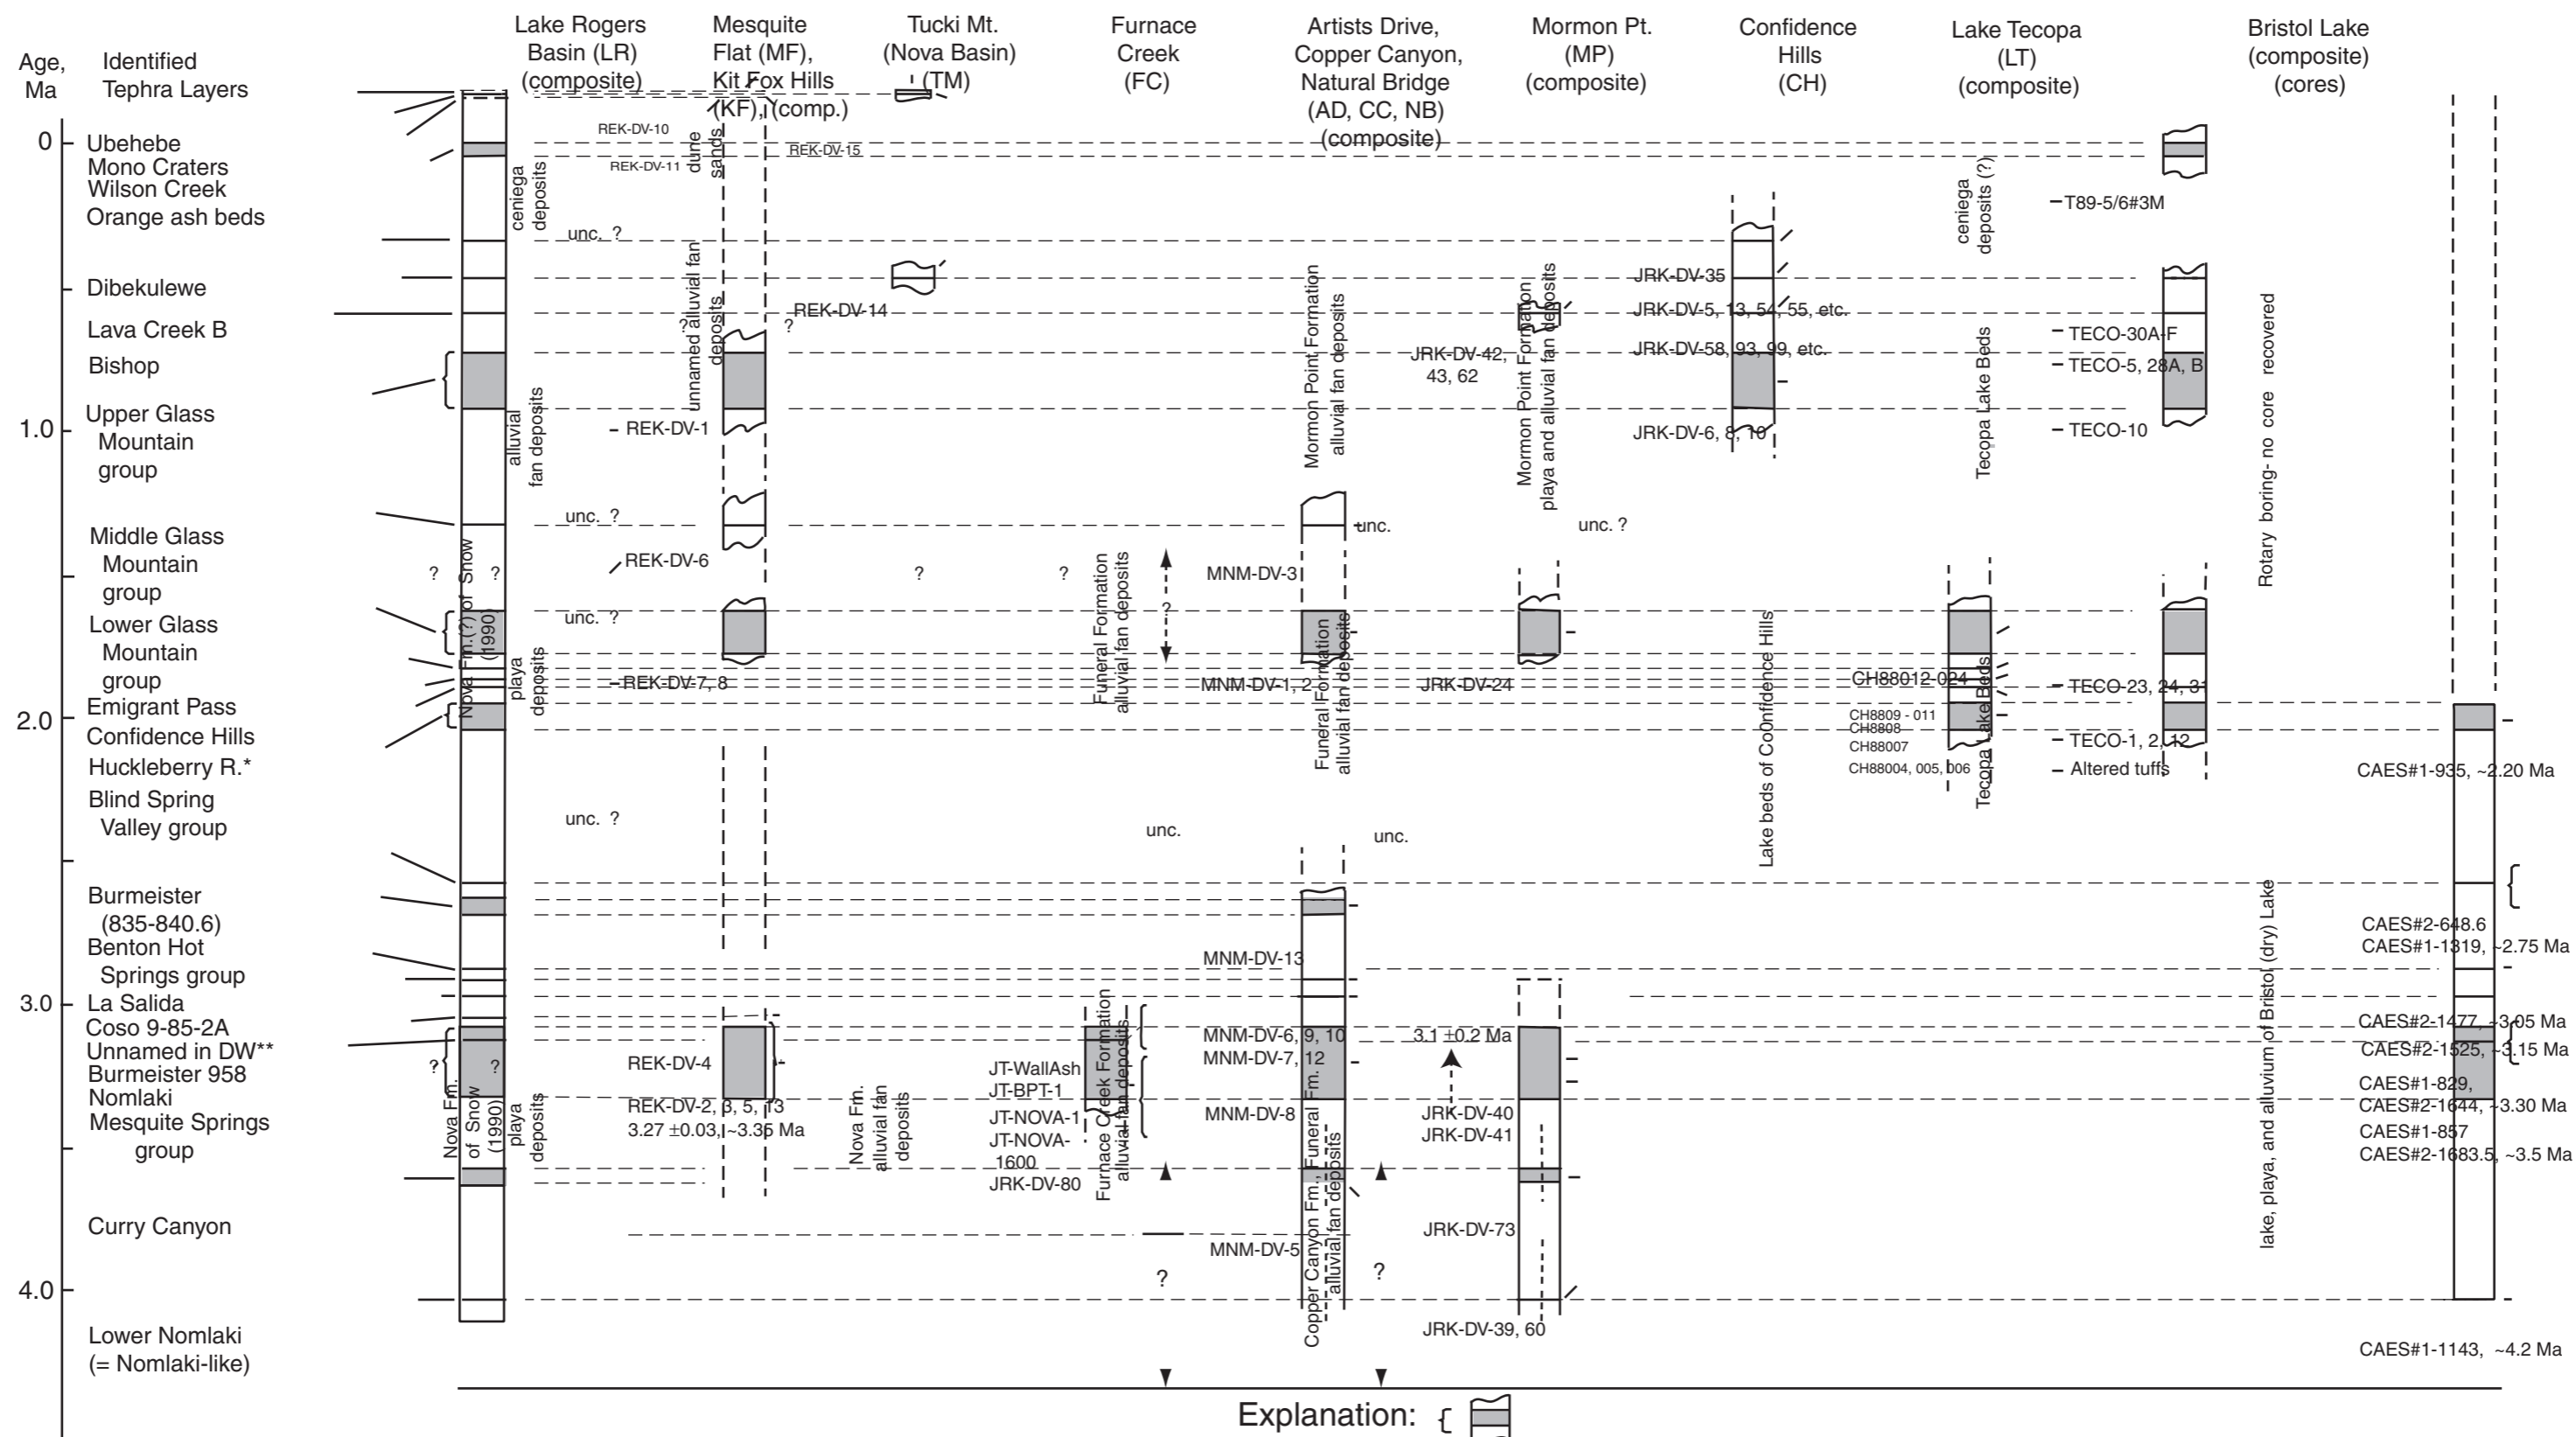 Age,
Ma
Identified
Tephra Layers
Lake Rogers
Basin (LR)
(composite)
Mesquite
Flat (MF),
Kit Fox Hills
(KF), (comp.)
Tucki Mt.
(Nova Basin)
(TM)
Furnace
Creek
(FC)
Artists Drive,
Copper Canyon,
Natural Bridge
(AD, CC, NB)
(composite)
Mormon Pt.
(MP)
(composite)
Confidence
Hills
(CH)
Lake Tecopa
(LT)
(composite)
Bristol Lake
(composite)
(cores)
0
1.0
2.0
3.0
4.0
Ubehebe
Mono Craters
Wilson Creek
Orange ash beds
Dibekulewe
Lava Creek B
Bishop
Upper Glass
Mountain
group
Middle Glass
Mountain
group
Lower Glass
Mountain
group
Emigrant Pass
Confidence Hills
Huckleberry R.*
Blind Spring
Valley group
Burmeister
(835-840.6)
Benton Hot
Springs group
La Salida
Coso 9-85-2A
Unnamed in DW**
Burmeister 958
Nomlaki
Mesquite Springs
group
Curry Canyon
Lower Nomlaki
(= Nomlaki-like)
?
?
Nova Fm.(?) of Snow
(1990)
?
?
Nova Fm.
of Snow
(1990)
ceniega
deposits
alluvial
fan deposits
playa
deposits
playa
deposits
REK-DV-10
REK-DV-11
unc. ?
REK-DV-1
unc. ?
REK-DV-6
unc. ?
REK-DV-7, 8
unc. ?
REK-DV-4
REK-DV-2, 3, 5, 13
3.27 ±0.03, ~3.35 Ma
dune
sands
unnamed alluvial fan
deposits
?
?
REK-DV-15
REK-DV-14
?
Nova Fm.
alluvial fan
deposits
?
JT-WallAsh
JT-BPT-1
JT-NOVA-1
JT-NOVA-
1600
JRK-DV-80
Funeral Formation
alluvial fan deposits
Furnace Creek Formation
alluvial fan deposits
?
unc.
?
MNM-DV-3
MNM-DV-1, 2
MNM-DV-13
MNM-DV-6, 9, 10
MNM-DV-7, 12
MNM-DV-8
MNM-DV-5
Mormon Point Formation
alluvial fan deposits
Funeral Formation
alluvial fan deposits
Copper Canyon Fm., Funeral Fm.
alluvial fan deposits
unc.
unc.
?
JRK-DV-42,
43, 62
JRK-DV-24
3.1 ±0.2 Ma
JRK-DV-40
JRK-DV-41
JRK-DV-73
JRK-DV-39, 60
Mormon Point Formation
playa and alluvial fan deposits
unc. ?
JRK-DV-35
JRK-DV-5, 13, 54, 55, etc.
JRK-DV-58, 93, 99, etc.
JRK-DV-6, 8, 10
Lake beds of Co0nfidence Hills
CH88012-024
CH8809 - 011
CH8808
CH88007
CH88004, 005, 006
ceniega
deposits (?)
Tecopa Lake Beds
Tecopa Lake Beds
T89-5/6#3M
TECO-30A-F
TECO-5, 28A, B
TECO-10
TECO-23, 24, 31
TECO-1, 2, 12
Altered tuffs
Rotary boring- no core recovered
lake, playa, and alluvium of Bristol (dry) Lake
CAES#1-935, ~2.20 Ma
CAES#2-648.6
CAES#1-1319, ~2.75 Ma
CAES#2-1477, ~3.05 Ma
CAES#2-1525, ~3.15 Ma
CAES#1-829,
CAES#2-1644, ~3.30 Ma
CAES#1-857
CAES#2-1683.5, ~3.5 Ma
CAES#1-1143, ~4.2 Ma
Explanation: